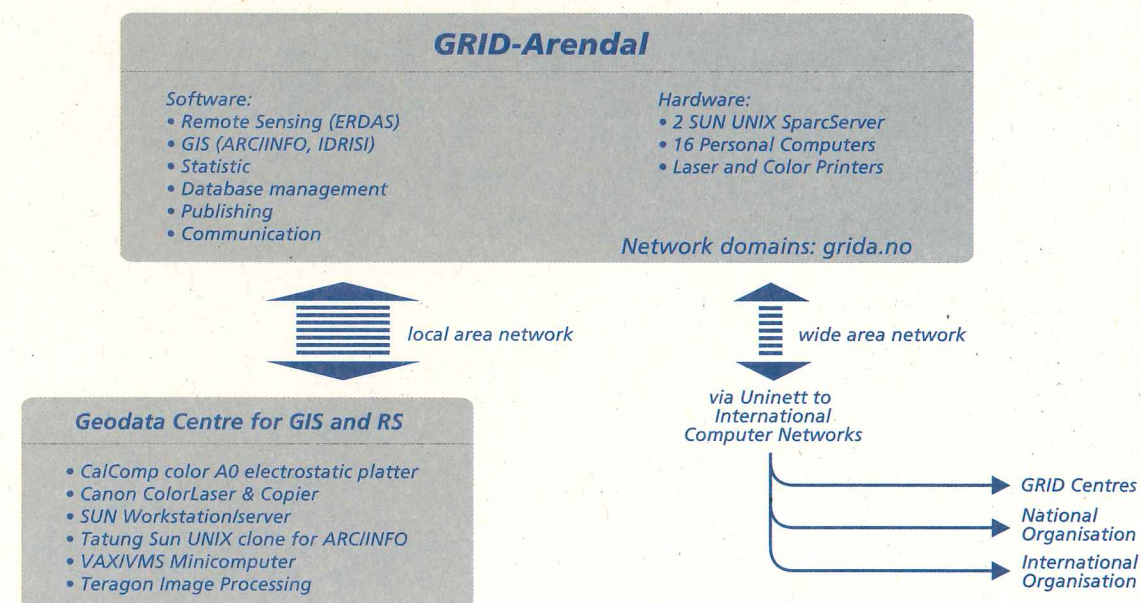 GRID-Arendal
Software:
• Remote Sensing (ERDAS)
• GIS (ARC/INFO, IDRISI)
• Statistic
• Database management
• Publishing
• Communication
Hardware:
• 2 SUN UNIX SparcServer
• 16 Personal Computers
• Laser and Color Printers
Network domains: grida.no
local area network
wide area network
Geodata Centre for GIS and RS
• CalComp color A0 electrostatic platter
• Canon ColorLaser & Copier
• SUN Workstation/server
• Tatung Sun UNIX clone for ARC/INFO
• VAX/VMS Minicomputer
• Teragon Image Processing
via Uninett to
International
Computer Networks
GRID Centres
National
Organisation
International
Organisation